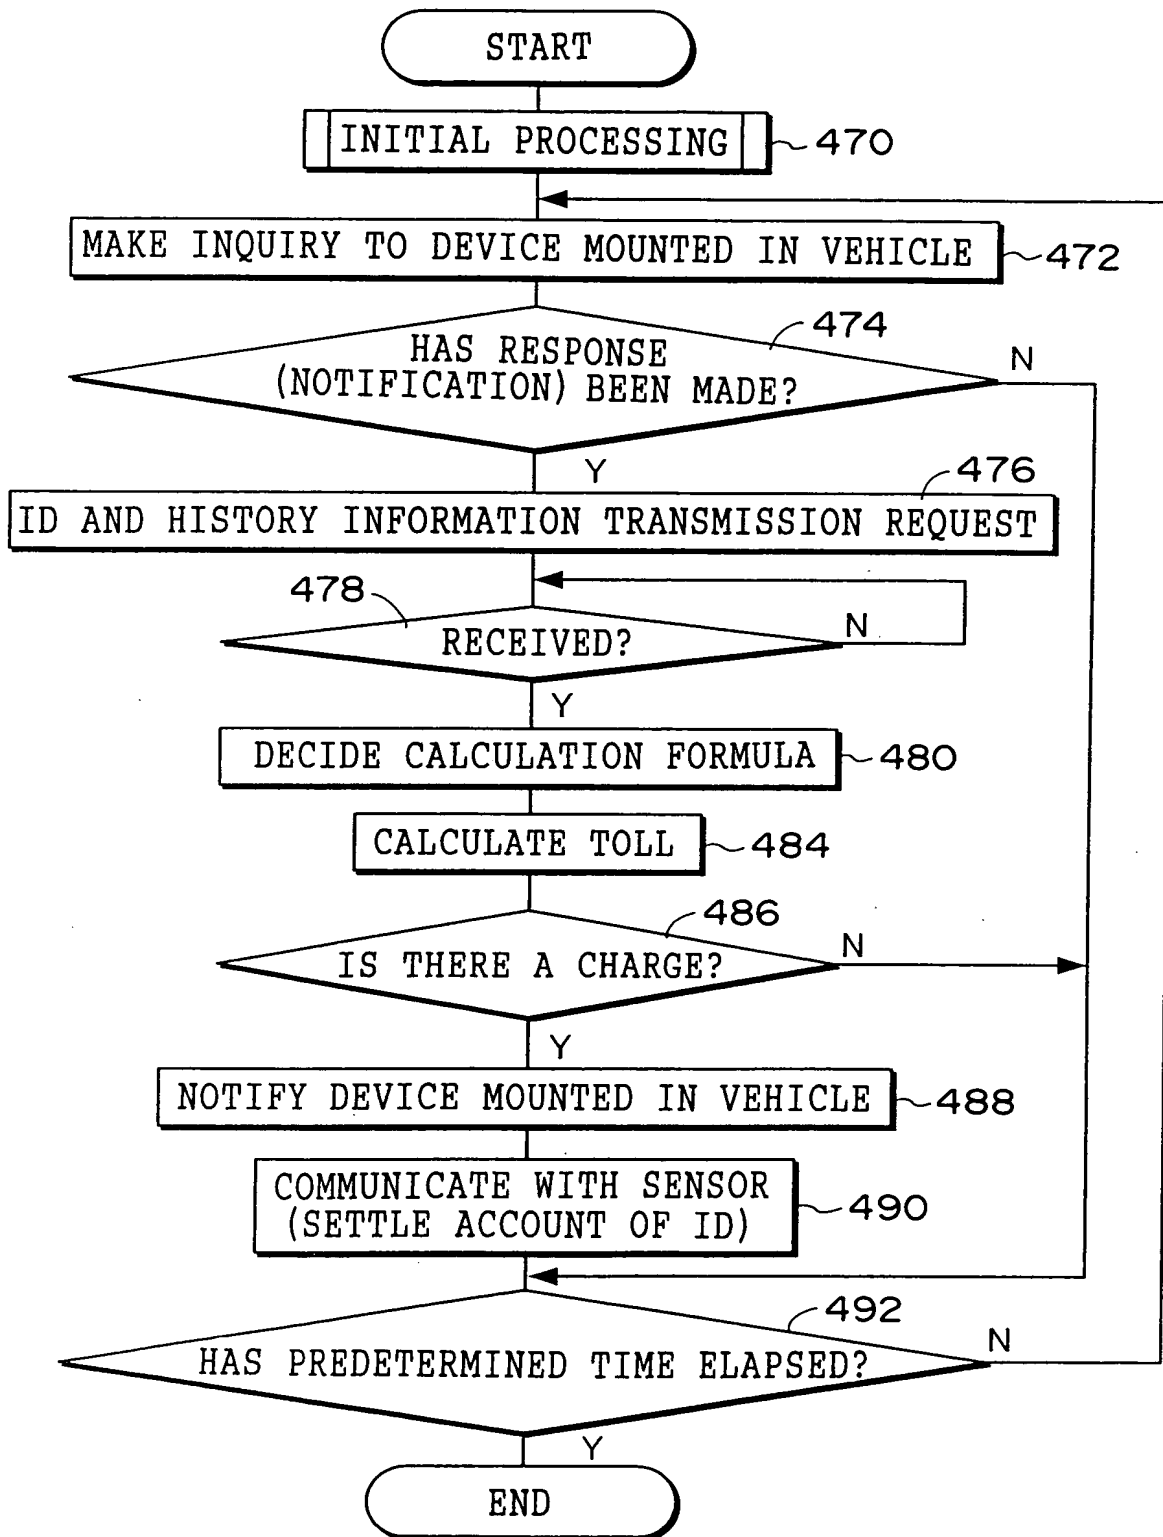 START
INITIAL PROCESSING
470
MAKE INQUIRY TO DEVICE MOUNTED IN VEHICLE
472
474
HAS RESPONSE
(NOTIFICATION) BEEN MADE?
N
Y
476
ID AND HISTORY INFORMATION TRANSMISSION REQUEST
478
RECEIVED?
N
Y
DECIDE CALCULATION FORMULA
480
CALCULATE TOLL
484
486
IS THERE A CHARGE?
N
Y
NOTIFY DEVICE MOUNTED IN VEHICLE
488
COMMUNICATE WITH SENSOR
(SETTLE ACCOUNT OF ID)
490
492
HAS PREDETERMINED TIME ELAPSED?
N
Y
END